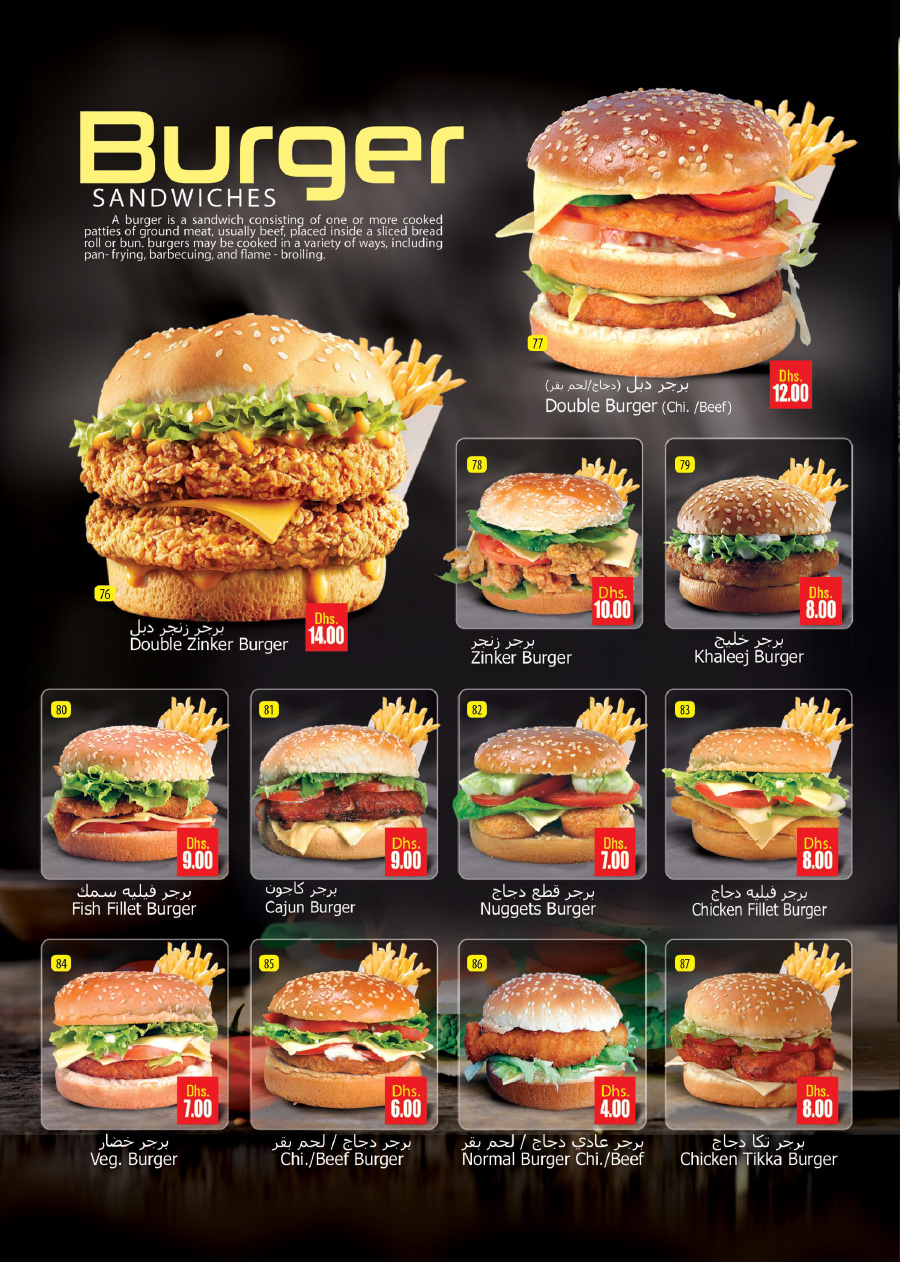 Burger
SANDWICHES
A burger is a sandwich consisting of one or more cooked
patties of ground meat, usually beef, placed inside a sliced bread
roll or bun. burgers may be cooked in a variety of ways, including
pan- frying, barbecuing, and flame - broiling.
77
برجر دبل (دجاج/لحم بقر)
Double Burger (Chi. /Beef)
Dhs.
12.00
76
برجر زنجر دبل
Double Zinker Burger
Dhs.
14.00
78
Dhs.
10.00
برجر زنجر
Zinker Burger
79
Dhs.
8.00
برجر خليج
Khaleej Burger
80
Dhs.
9.00
برجر فيليه سمك
Fish Fillet Burger
81
Dhs.
9.00
برجر كاجون
Cajun Burger
82
Dhs.
7.00
برجر قطع دجاج
Nuggets Burger
83
Dhs.
8.00
برجر فيليه دجاج
Chicken Fillet Burger
84
Dhs.
7.00
برجر خضار
Veg. Burger
85
Dhs.
6.00
برجر دجاج / لحم بقر
Chi./Beef Burger
86
Dhs.
4.00
برجر عادي دجاج / لحم بقر
Normal Burger Chi./Beef
87
Dhs.
8.00
برجر تكا دجاج
Chicken Tikka Burger